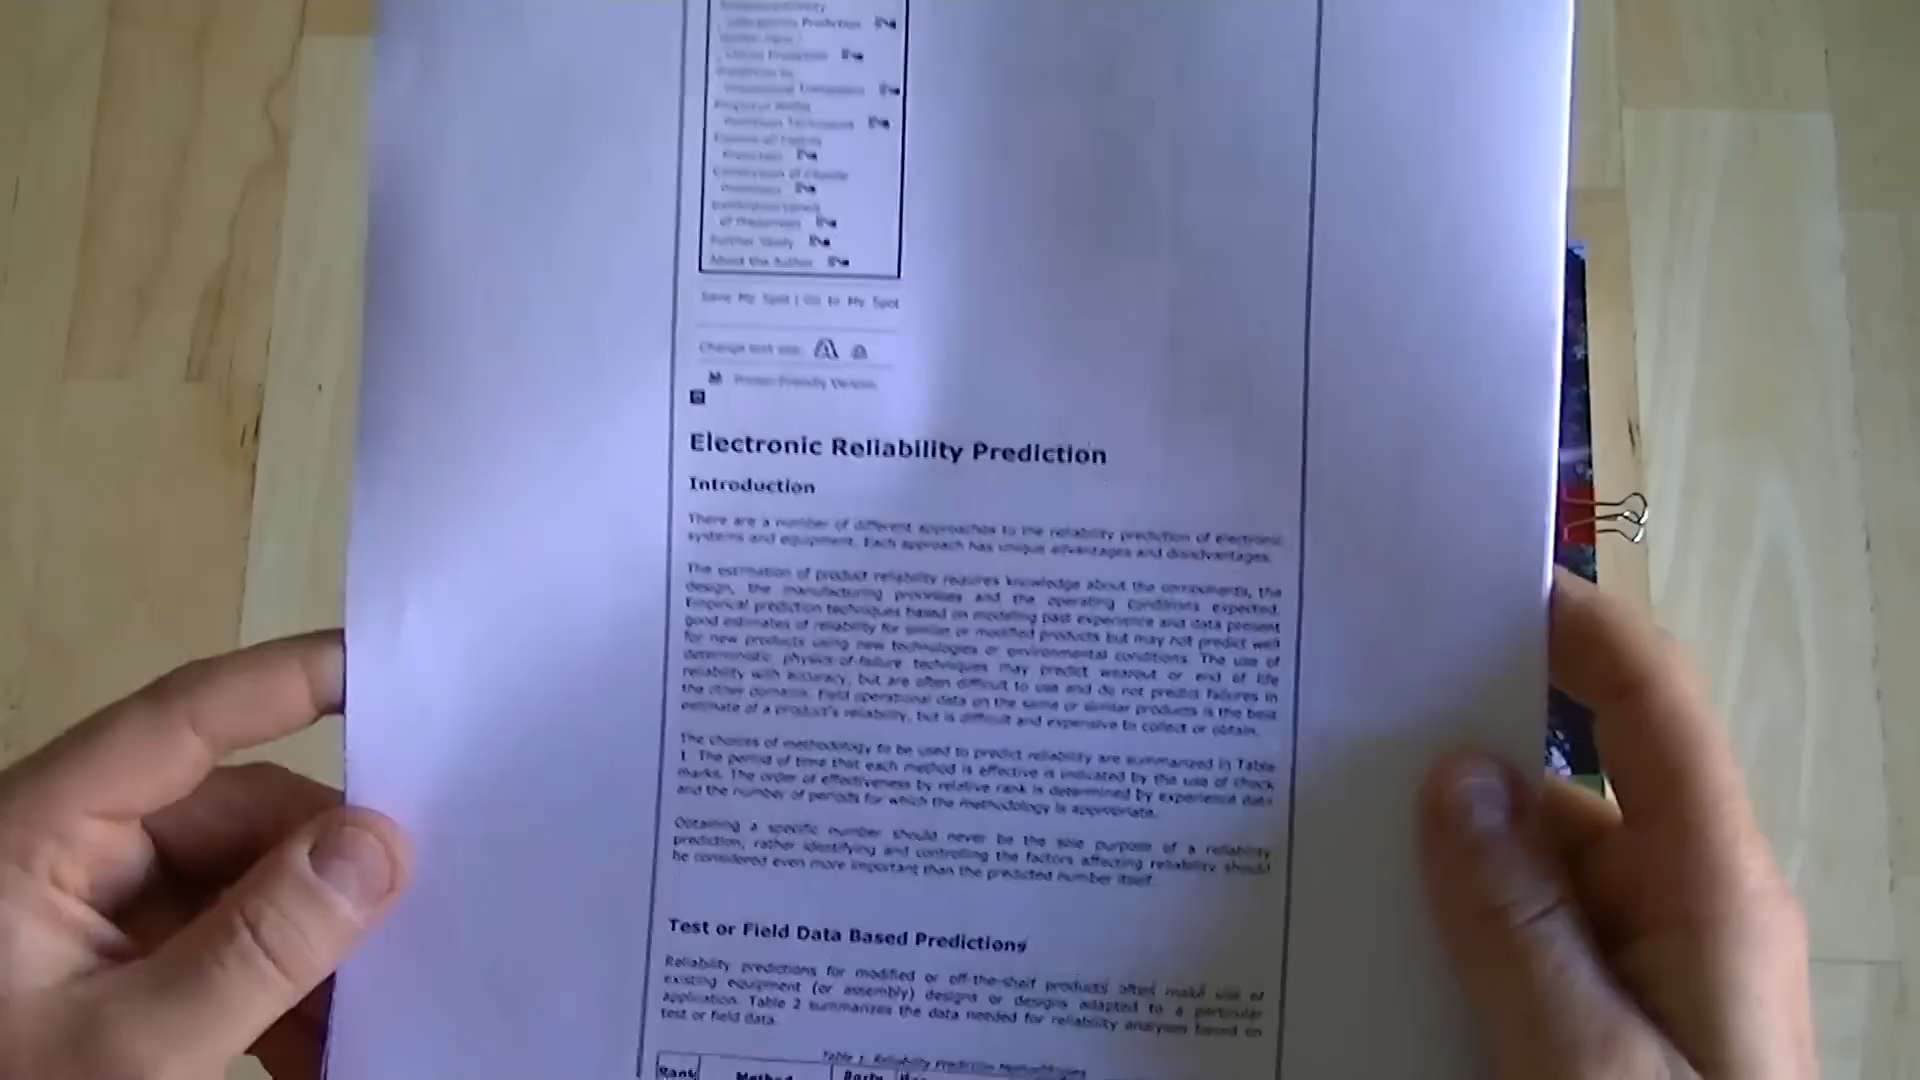 Prediction
Further Study
About the Author
Save My Spot | Go to My Spot
Change text size:
Printer-Friendly Version
Electronic Reliability Prediction
Introduction
There are a number of different approaches to the reliability prediction of electronic
systems and equipment. Each approach has unique advantages and disadvantages.
The estimation of product reliability requires knowledge about the components, the
design, the manufacturing processes and the operating conditions expected.
Empirical prediction techniques based on modeling past experience and data present
good estimates of reliability for similar or modified products but may not predict well
for new products using new technologies or environmental conditions. The use of
deterministic physics-of-failure techniques may predict wearout or end of life
reliability with accuracy, but are often difficult to use and do not predict failures in
the other domains. Field operational data on the same or similar products is the best
estimate of a product's reliability, but is difficult and expensive to collect or obtain.
The choices of methodology to be used to predict reliability are summarized in Table
1. The period of time that each method is effective is indicated by the use of check
marks. The order of effectiveness by relative rank is determined by experience data
and the number of periods for which the methodology is appropriate.
Obtaining a specific number should never be the sole purpose of a reliability
prediction; rather identifying and controlling the factors affecting reliability should
be considered even more important than the predicted number itself.
Test or Field Data Based Predictions
Reliability predictions for modified or off-the-shelf products often make use of
existing equipment (or assembly) designs or designs adapted to a particular
application. Table 2 summarizes the data needed for reliability analyses based on
test or field data.
Table 1. Reliability Prediction Methodologies
Rank Method Early